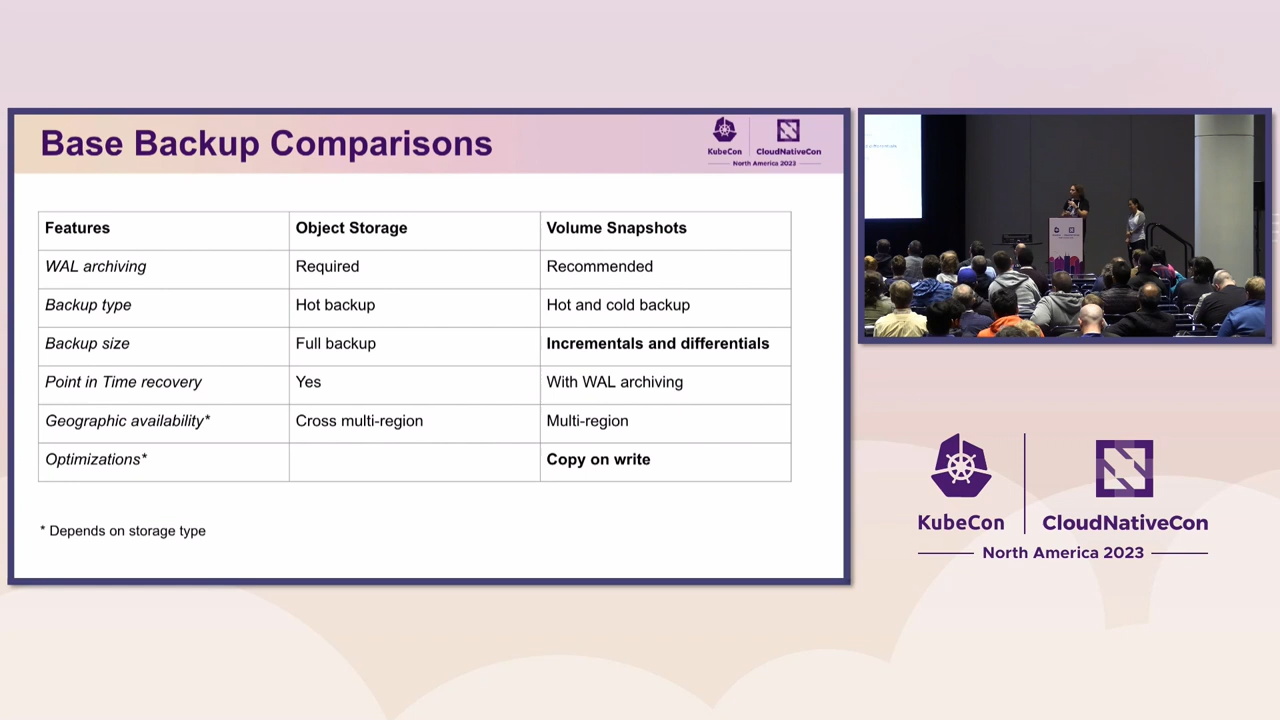 Base Backup Comparisons
KubeCon
CloudNativeCon
North America 2023
Features Object Storage Volume Snapshots
WAL archiving Required Recommended
Backup type Hot backup Hot and cold backup
Backup size Full backup Incrementals and differentials
Point in Time recovery Yes With WAL archiving
Geographic availability* Cross multi-region Multi-region
Optimizations* Copy on write
* Depends on storage type
KubeCon
CloudNativeCon
North America 2023